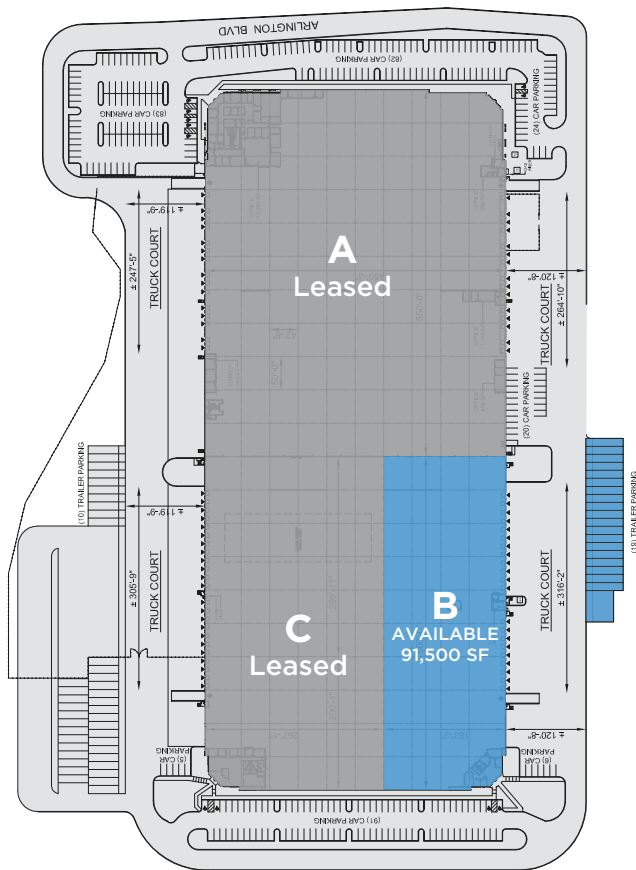 ARLINGTON BLVD
(82) CAR PARKING
(83) CAR PARKING
(24) CAR PARKING
± 119'-9"
± 247'-5"
TRUCK COURT
A
Leased
± 120'-8"
± 264'-10"
TRUCK COURT
50'-0"
(20) CAR PARKING
(10) TRAILER PARKING
(19) TRAILER PARKING
± 119'-9"
± 305'-9"
TRUCK COURT
C
Leased
B
AVAILABLE
91,500 SF
TRUCK COURT
± 316'-2"
± 120'-8"
(5) CAR
PARKING
(6) CAR
PARKING
(91) CAR PARKING